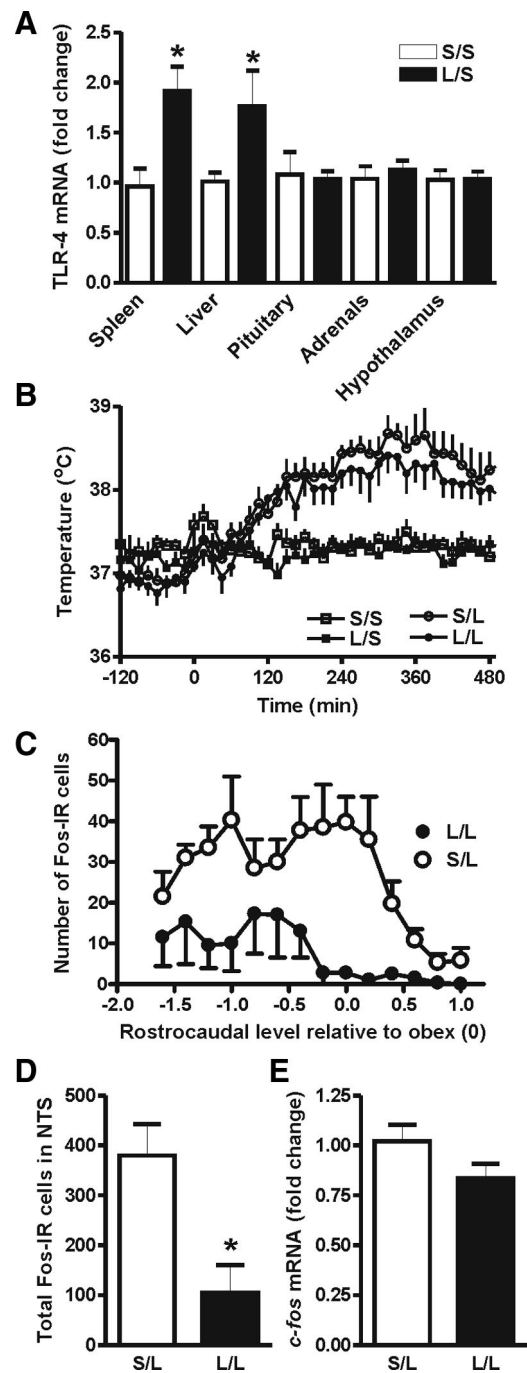 A
TLR-4 mRNA (fold change)
2.5
2.0
1.5
1.0
0.5
0.0
*
*
S/S
L/S
Spleen
Liver
Pituitary
Adrenals
Hypothalamus
B
Temperature (°C)
39
38
37
36
S/S
L/S
S/L
L/L
-120
0
120
240
360
480
Time (min)
C
Number of Fos-IR cells
60
50
40
30
20
10
0
L/L
S/L
-2.0
-1.5
-1.0
-0.5
0.0
0.5
1.0
Rostrocaudal level relative to obex (0)
D
Total Fos-IR cells in NTS
500
400
300
200
100
0
*
S/L
L/L
E
c-fos mRNA (fold change)
1.25
1.00
0.75
0.50
0.25
0.00
S/L
L/L